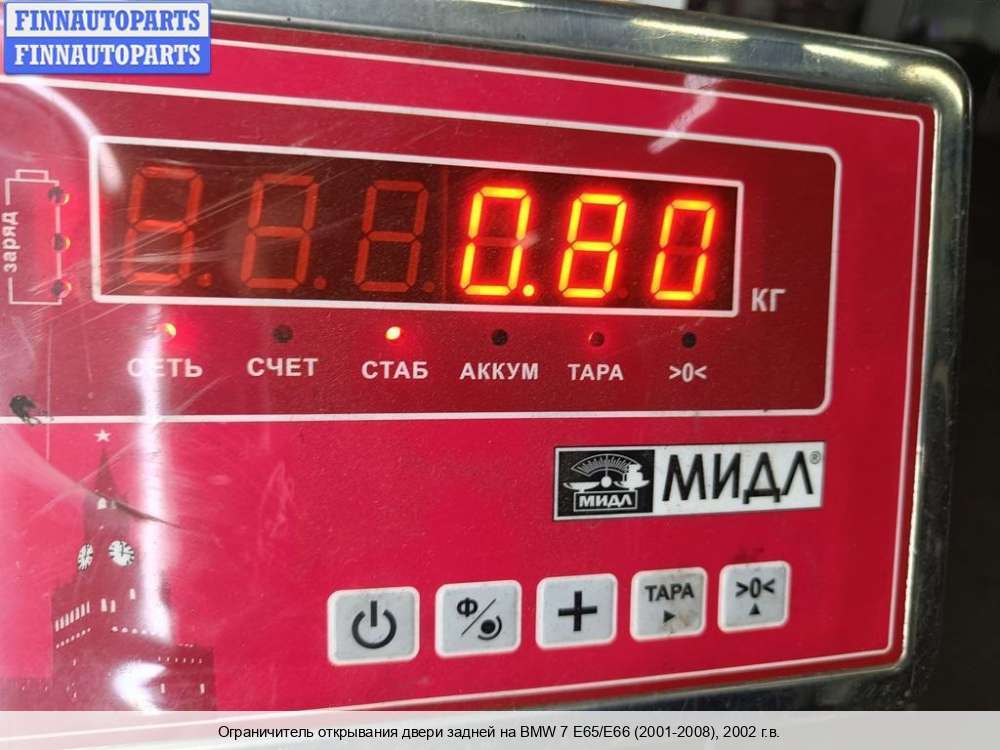 FINNAUTOPARTS
FINNAUTOPARTS
заряд
0.80
КГ
СЕТЬ СЧЕТ СТАБ АККУМ ТАРА >0<
МИДЛ МИДЛ®
Ф ТАРА >0<
Ограничитель открывания двери задней на BMW 7 E65/E66 (2001-2008), 2002 г.в.